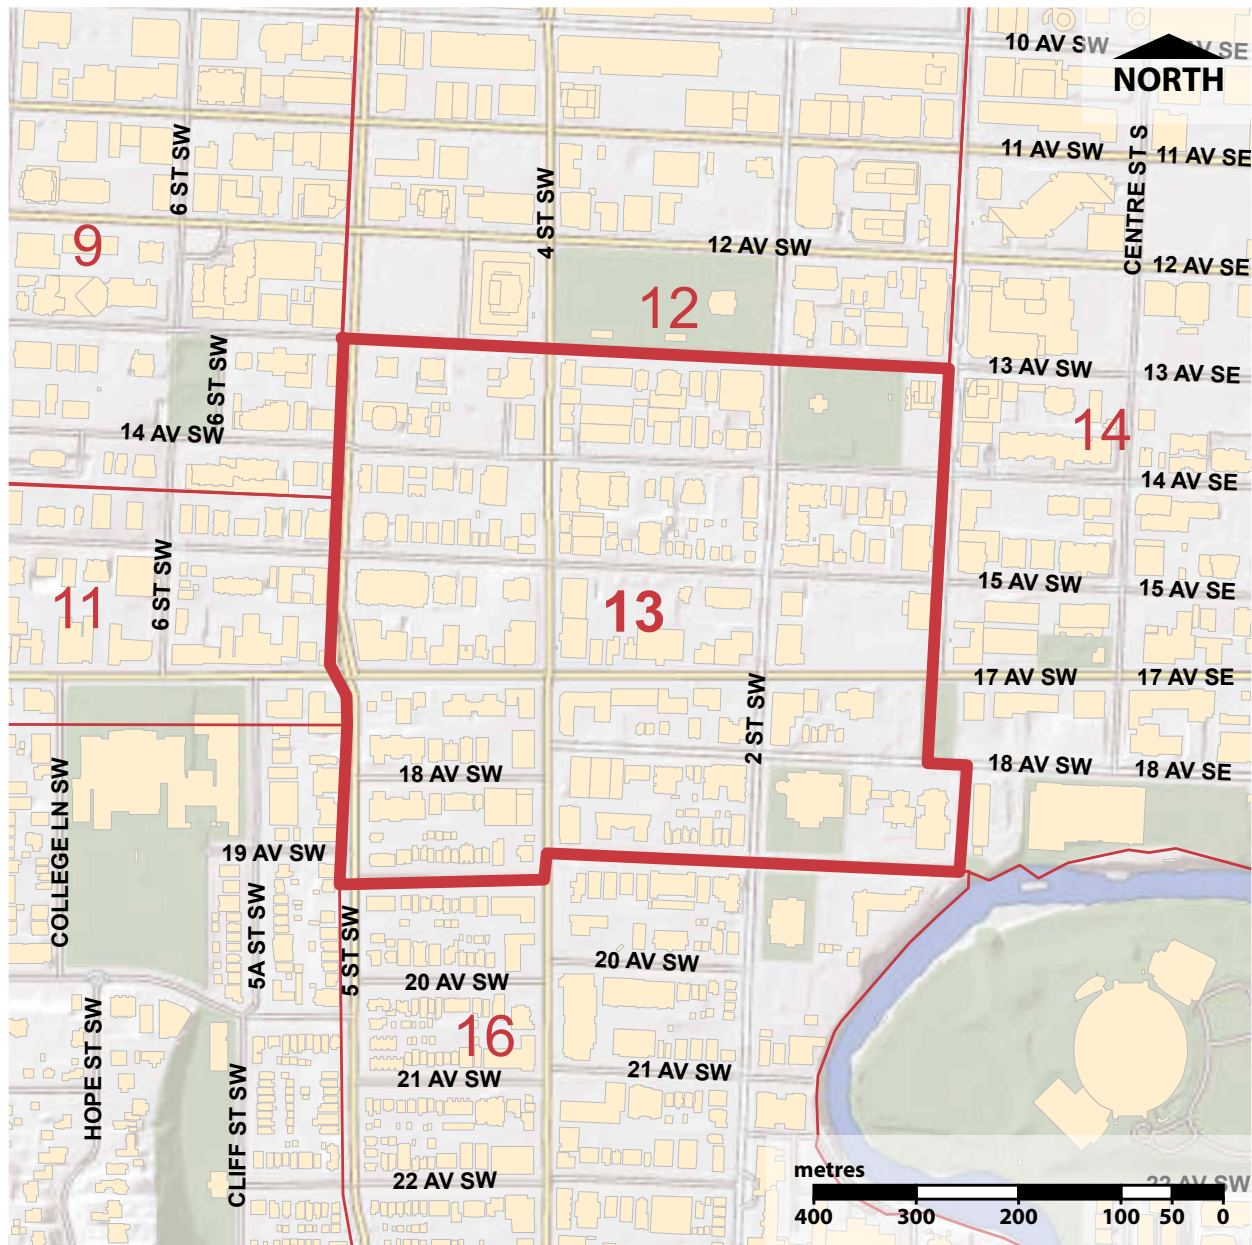 10 AV SW
AV SE
NORTH
11 AV SW
11 AV SE
6 ST SW
4 ST SW
CENTRE ST S
9
12 AV SW
12 AV SE
12
6 ST SW
13 AV SW
13 AV SE
14 AV SW
14
14 AV SE
11
6 ST SW
13
15 AV SW
15 AV SE
17 AV SW
17 AV SE
2 ST SW
18 AV SW
18 AV SW
18 AV SE
COLLEGE LN SW
19 AV SW
5A ST SW
5 ST SW
20 AV SW
20 AV SW
HOPE ST SW
16
21 AV SW
21 AV SW
CLIFF ST SW
22 AV SW
22 AV SW
metres
400 300 200 100 50 0